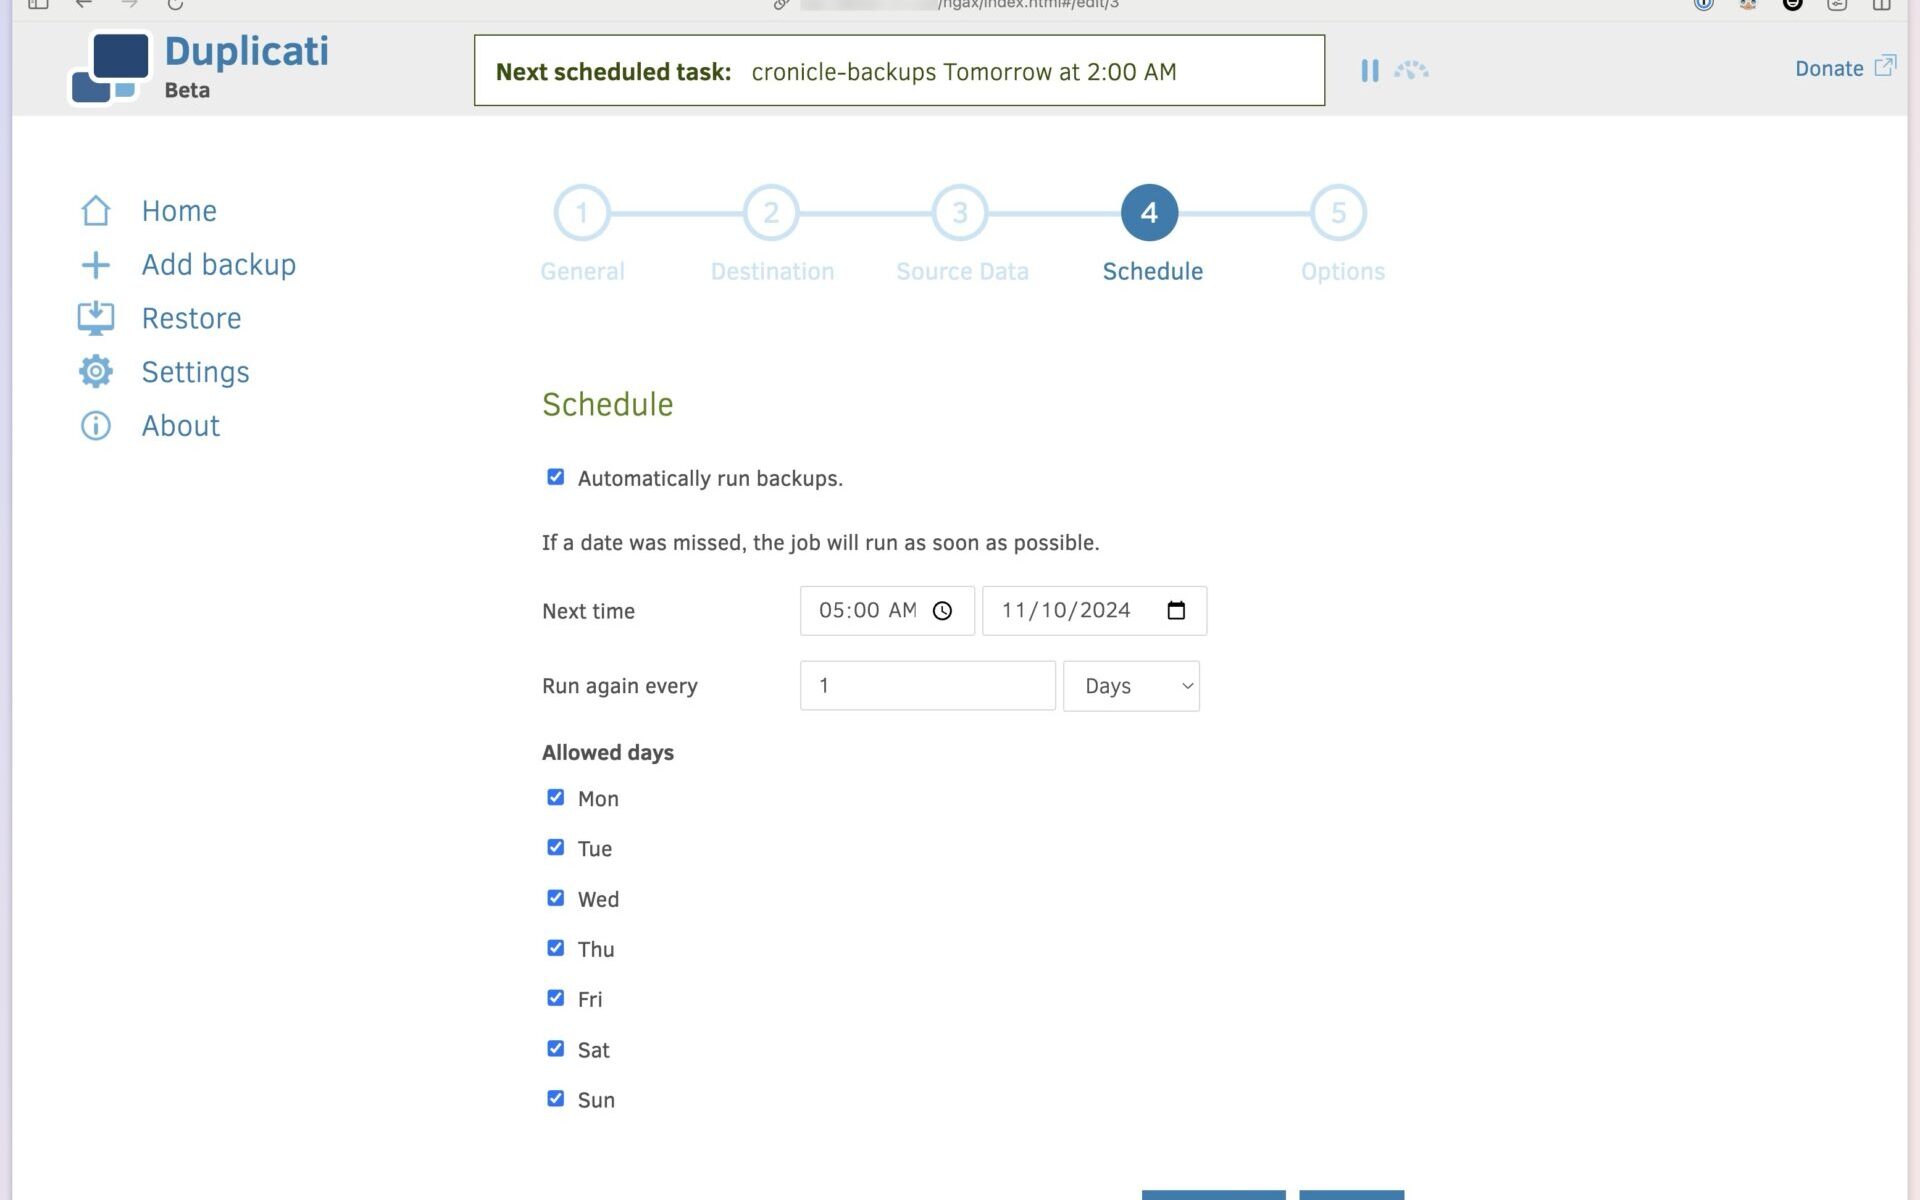 /ngax/index.html#/edit/3
Duplicati
Beta
Next scheduled task: cronicle-backups Tomorrow at 2:00 AM
Donate
Home
Add backup
Restore
Settings
About
1 2 3 4 5
General Destination Source Data Schedule Options
Schedule
Automatically run backups.
If a date was missed, the job will run as soon as possible.
Next time 05:00 AM 11/10/2024
Run again every 1 Days
Allowed days
Mon
Tue
Wed
Thu
Fri
Sat
Sun